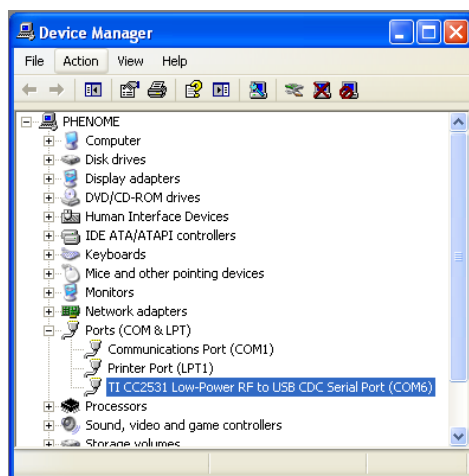 Device Manager
File Action View Help
PHENOME
Computer
Disk drives
Display adapters
DVD/CD-ROM drives
Human Interface Devices
IDE ATA/ATAPI controllers
Keyboards
Mice and other pointing devices
Monitors
Network adapters
Ports (COM & LPT)
Communications Port (COM1)
Printer Port (LPT1)
TI CC2531 Low-Power RF to USB CDC Serial Port (COM6)
Processors
Sound, video and game controllers
Storage volumes